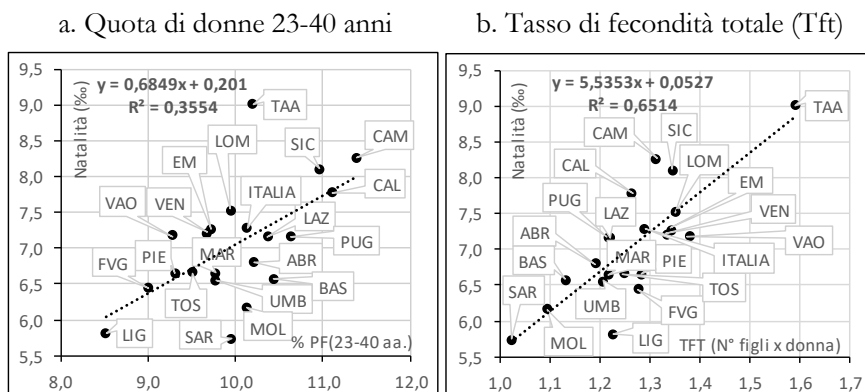 a. Quota di donne 23-40 anni
b. Tasso di fecondità totale (Tft)
9,5
9,0
8,5
8,0
7,5
7,0
6,5
6,0
5,5
Natalità (‰)
y = 0,6849x + 0,201
R² = 0,3554
TAA
LOM
SIC
CAM
EM
CAL
VAO
VEN
ITALIA
LAZ
PUG
FVG
PIE
MAR
ABR
TOS
UMB
BAS
LIG
SAR
MOL
% PF(23-40 aa.)
8,0 9,0 10,0 11,0 12,0
9,5
9,0
8,5
8,0
7,5
7,0
6,5
6,0
5,5
Natalità (‰)
y = 5,5353x + 0,0527
R² = 0,6514
TAA
CAM
SIC
LOM
CAL
EM
PUG
LAZ
VEN
ABR
VAO
BAS
MAR
PIE
ITALIA
SAR
UMB
TOS
FVG
MOL
LIG
TFT (N° figli x donna)
1,0 1,1 1,2 1,3 1,4 1,5 1,6 1,7